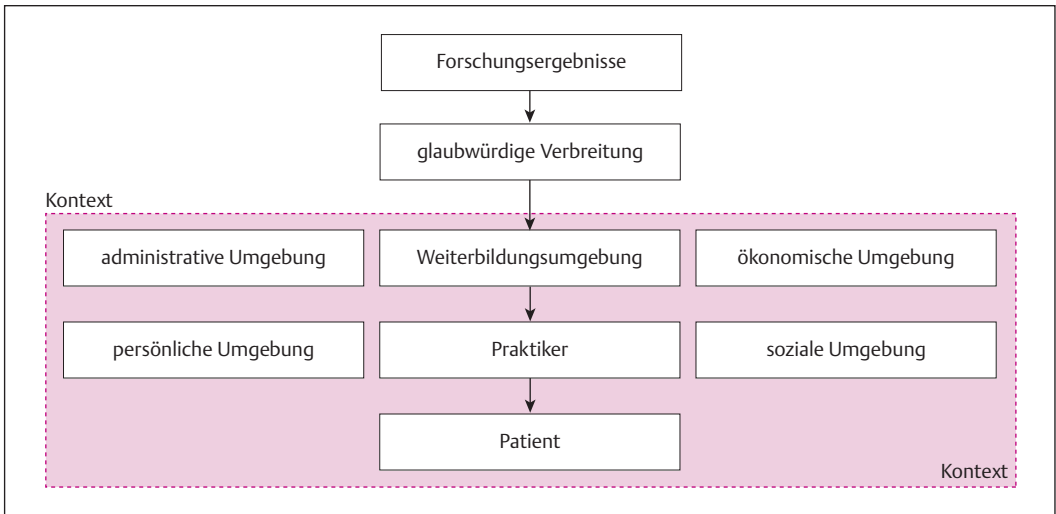 Forschungsergebnisse
glaubwürdige Verbreitung
Kontext
administrative Umgebung
Weiterbildungsumgebung
ökonomische Umgebung
persönliche Umgebung
Praktiker
soziale Umgebung
Patient
Kontext